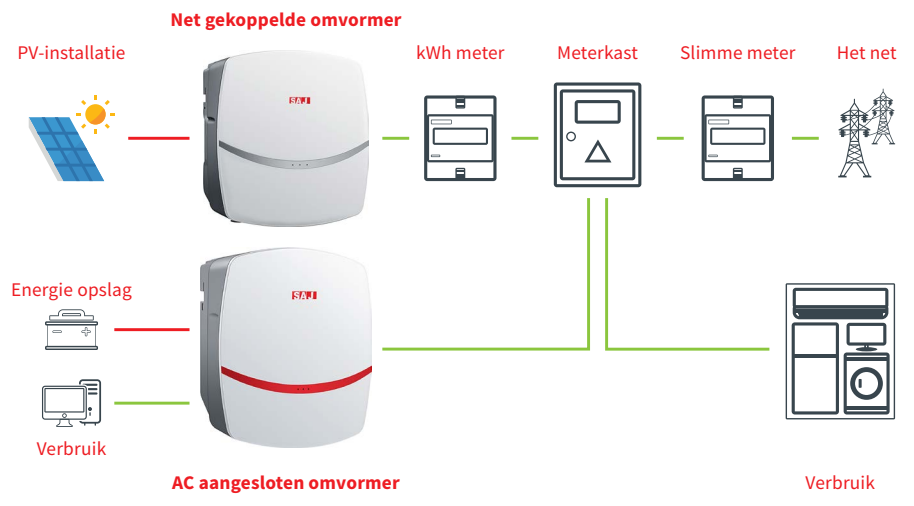 Net gekoppelde omvormer
PV-installatie
kWh meter
Meterkast
Slimme meter
Het net
SAJ
Energie opslag
SAJ
Verbruik
AC aangesloten omvormer
Verbruik